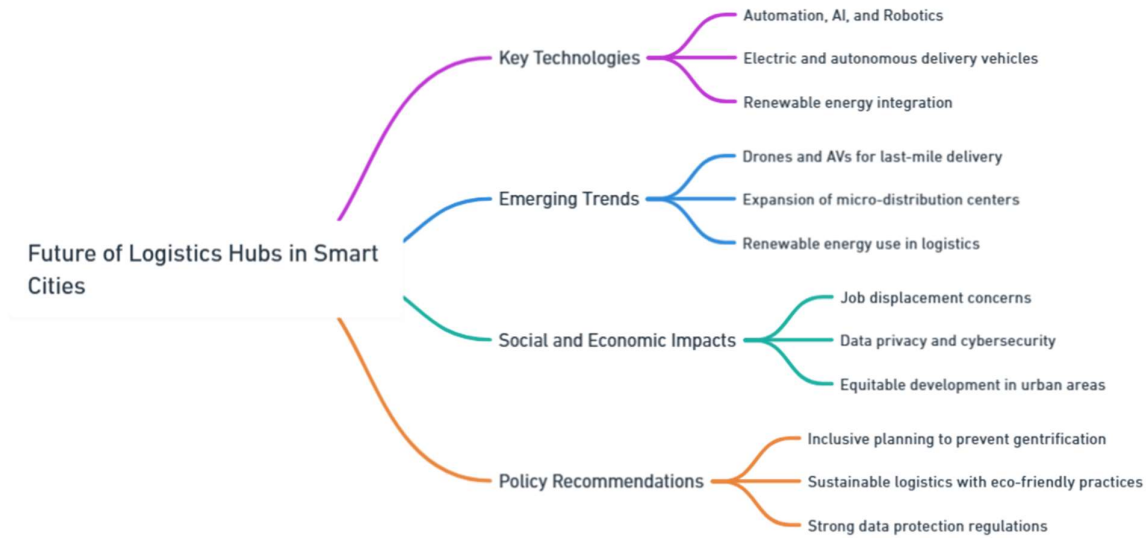 Future of Logistics Hubs in Smart
Cities
Key Technologies
Automation, AI, and Robotics
Electric and autonomous delivery vehicles
Renewable energy integration
Emerging Trends
Drones and AVs for last-mile delivery
Expansion of micro-distribution centers
Renewable energy use in logistics
Social and Economic Impacts
Job displacement concerns
Data privacy and cybersecurity
Equitable development in urban areas
Policy Recommendations
Inclusive planning to prevent gentrification
Sustainable logistics with eco-friendly practices
Strong data protection regulations